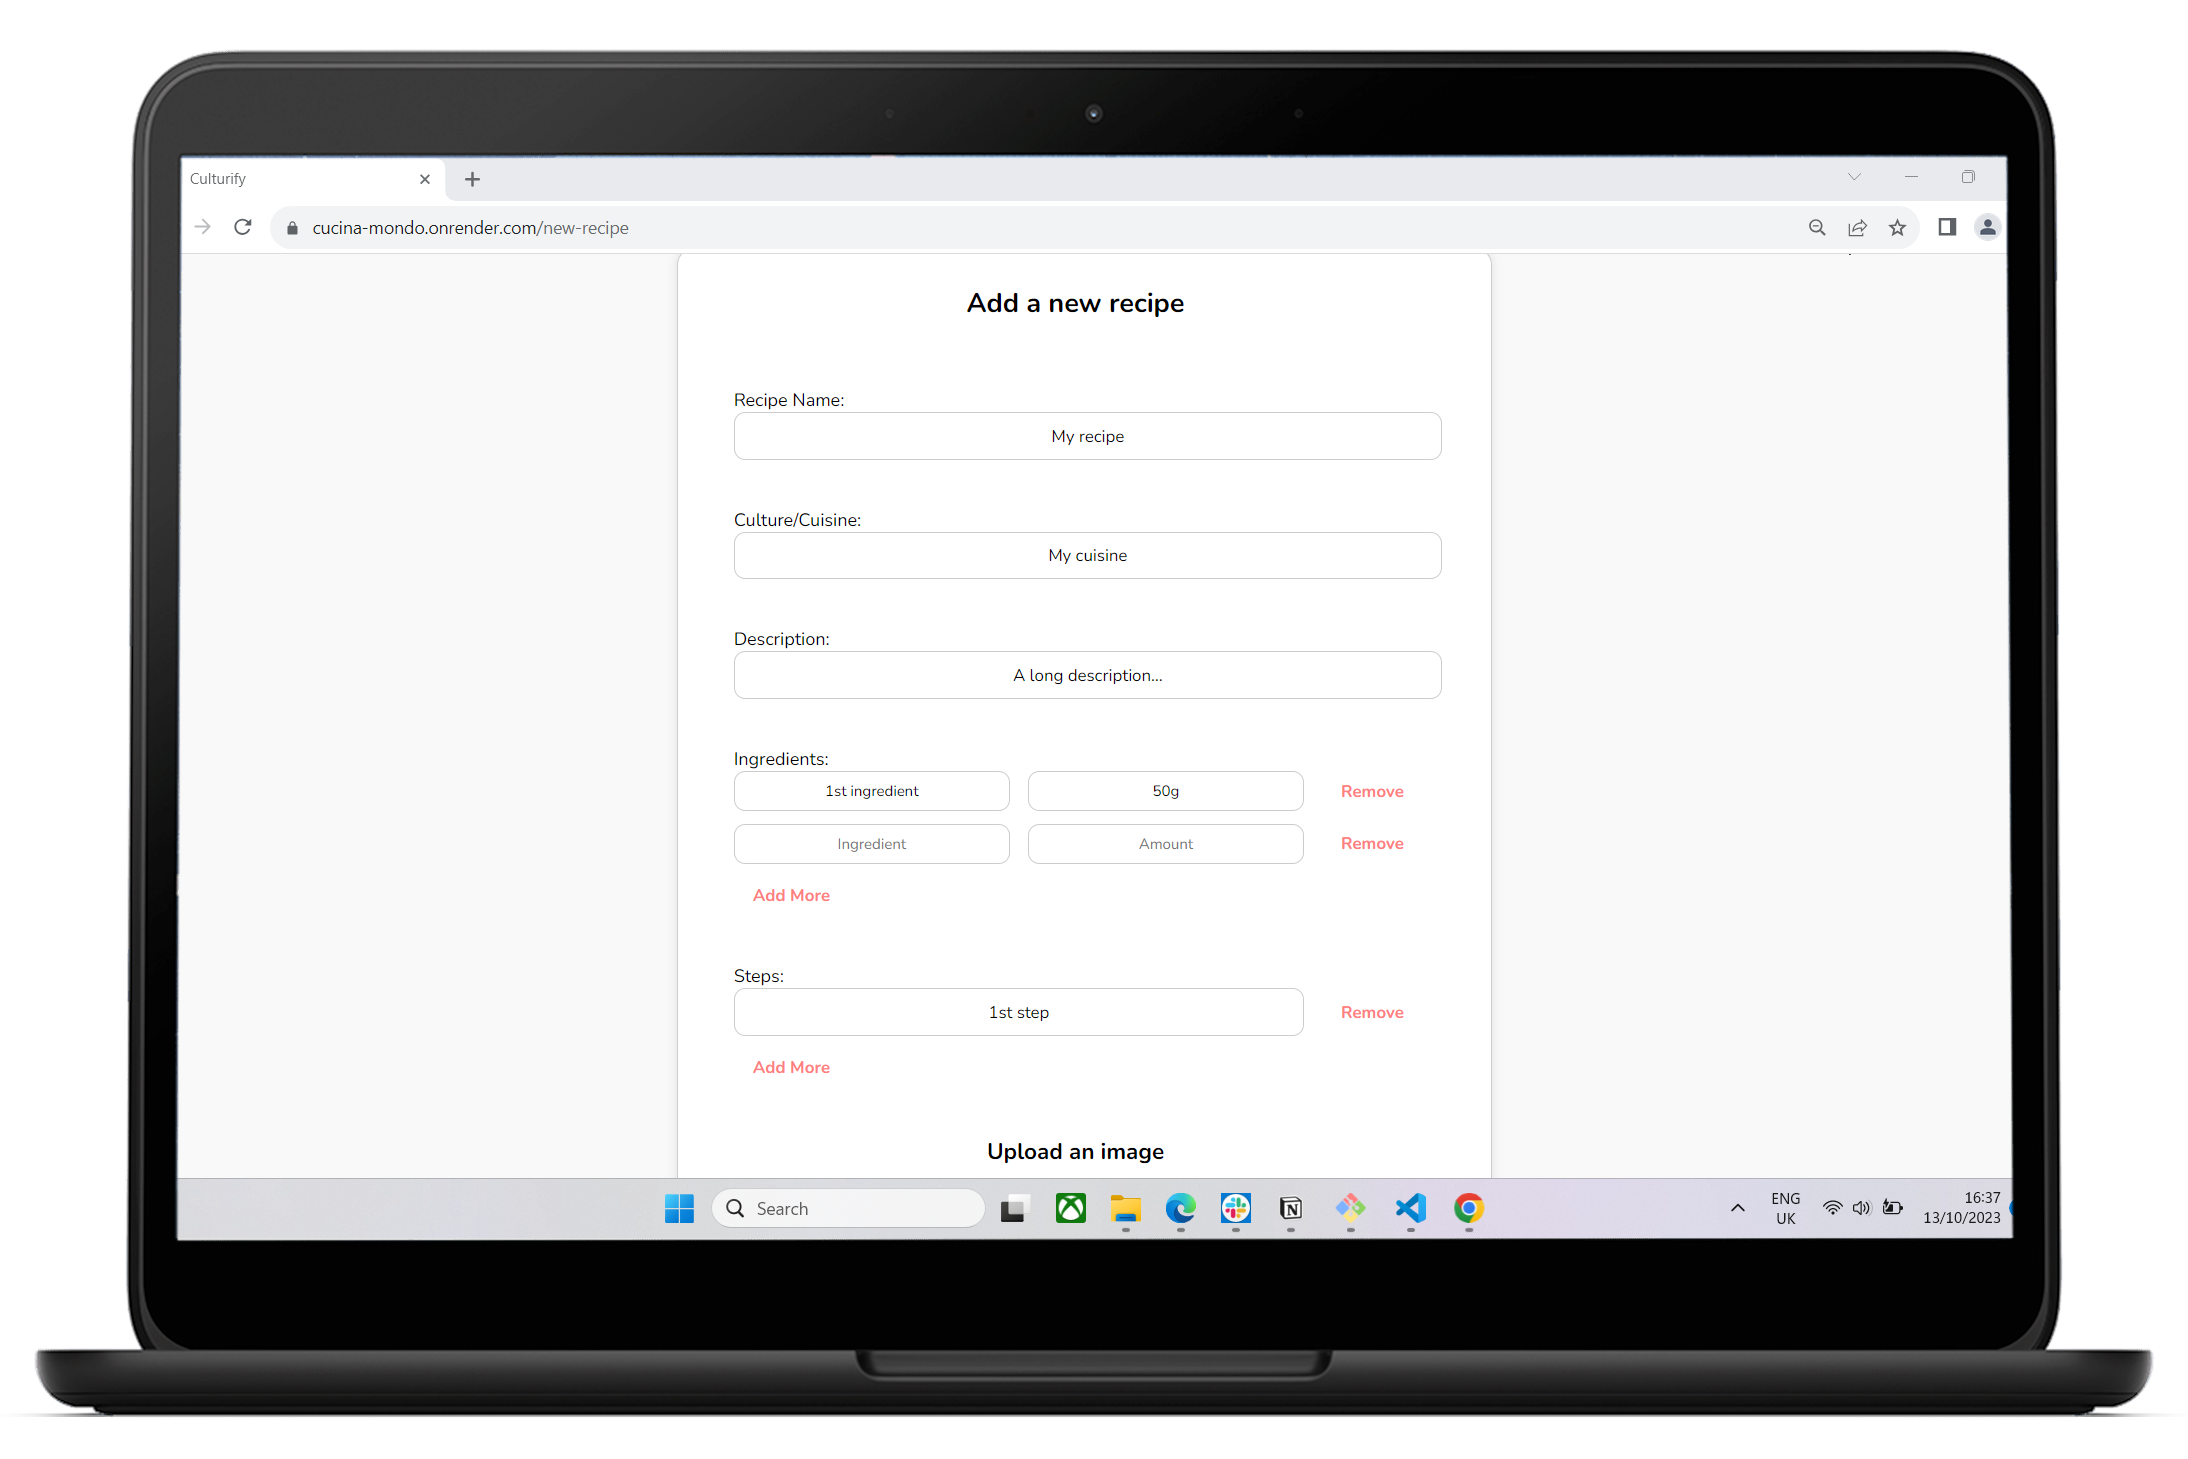 Culturify
cucina-mondo.onrender.com/new-recipe
Add a new recipe
Recipe Name:
My recipe
Culture/Cuisine:
My cuisine
Description:
A long description...
Ingredients:
1st ingredient 50g Remove
Ingredient Amount Remove
Add More
Steps:
1st step Remove
Add More
Upload an image
Search
ENG
UK
16:37
13/10/2023